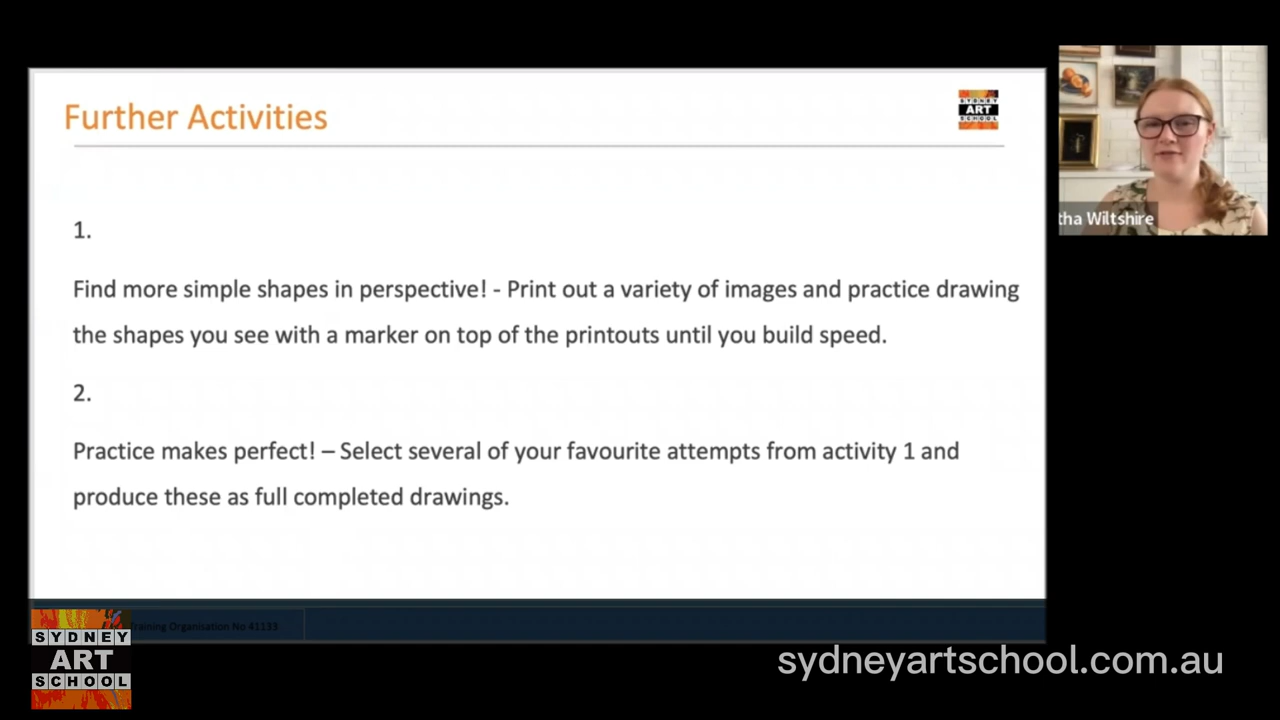 Further Activities
SYDNEY
ART
SCHOOL
1.
Find more simple shapes in perspective! - Print out a variety of images and practice drawing
the shapes you see with a marker on top of the printouts until you build speed.
2.
Practice makes perfect! – Select several of your favourite attempts from activity 1 and
produce these as full completed drawings.
tha Wiltshire
raining Organisation No 41133
SYDNEY
ART
SCHOOL
sydneyartschool.com.au